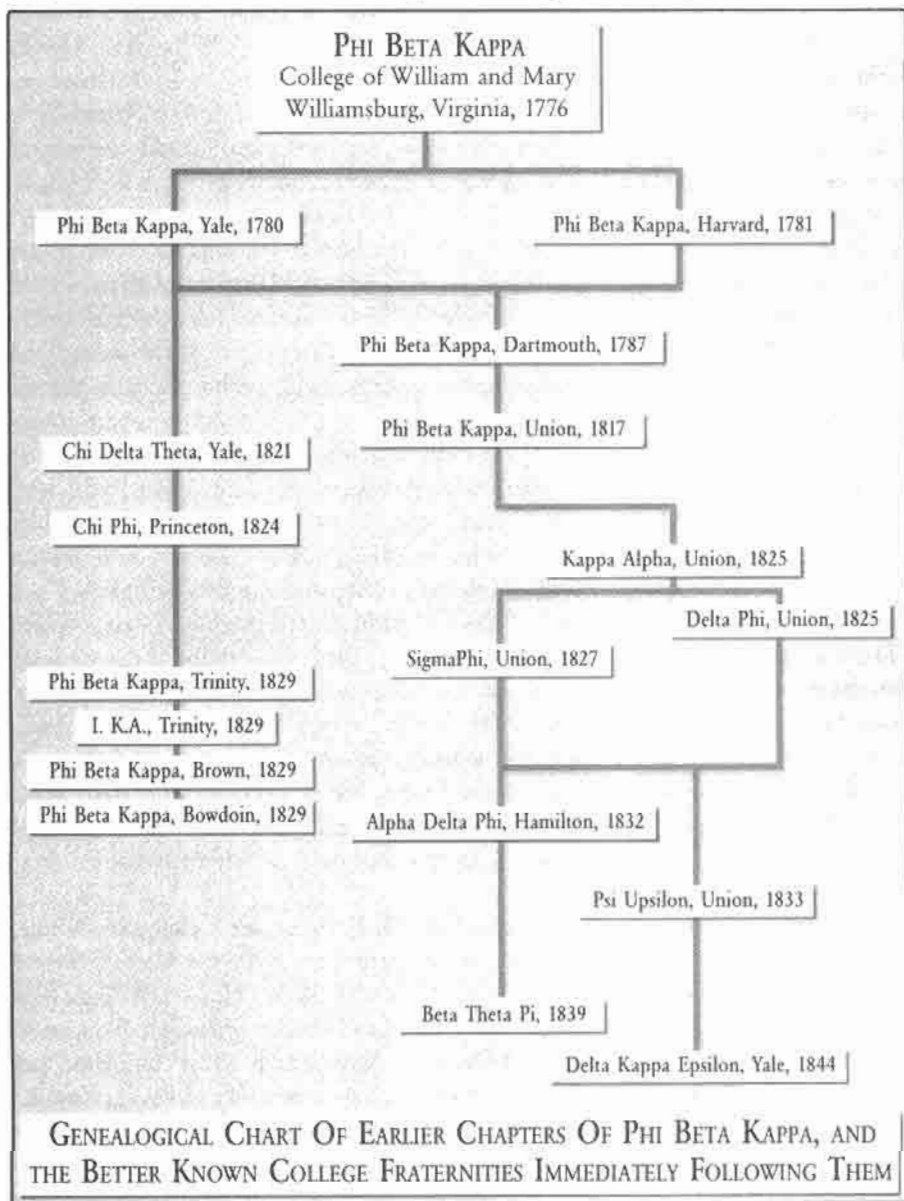 PHI BETA KAPPA
College of William and Mary
Williamsburg, Virginia, 1776
Phi Beta Kappa, Yale, 1780
Phi Beta Kappa, Harvard, 1781
Phi Beta Kappa, Dartmouth, 1787
Phi Beta Kappa, Union, 1817
Chi Delta Theta, Yale, 1821
Chi Phi, Princeton, 1824
Kappa Alpha, Union, 1825
Delta Phi, Union, 1825
SigmaPhi, Union, 1827
Phi Beta Kappa, Trinity, 1829
I. K.A., Trinity, 1829
Phi Beta Kappa, Brown, 1829
Phi Beta Kappa, Bowdoin, 1829
Alpha Delta Phi, Hamilton, 1832
Psi Upsilon, Union, 1833
Beta Theta Pi, 1839
Delta Kappa Epsilon, Yale, 1844
GENEALOGICAL CHART OF EARLIER CHAPTERS OF PHI BETA KAPPA, AND
THE BETTER KNOWN COLLEGE FRATERNITIES IMMEDIATELY FOLLOWING THEM